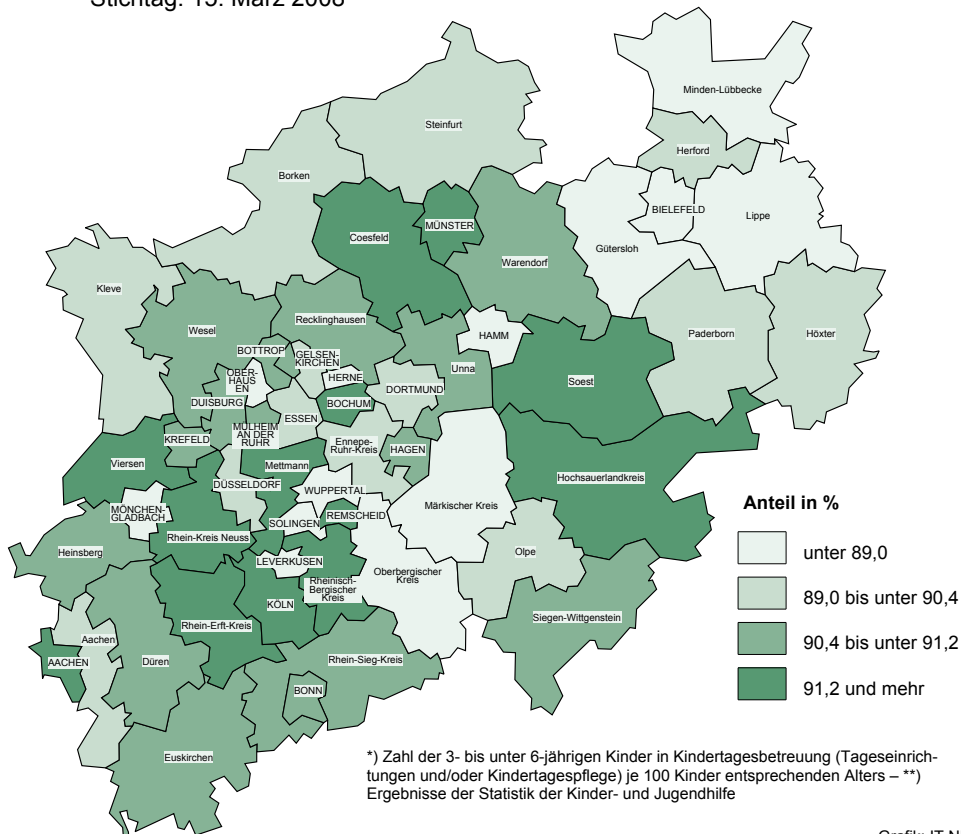 Stichtag: 15. März 2008
Minden-Lübbecke
Steinfurt
Herford
Borken
BIELEFELD
Lippe
MÜNSTER
Coesfeld
Gütersloh
Warendorf
Kleve
Recklinghausen
Wesel
Paderborn
Höxter
HAMM
BOTTROP
GELSEN-
KIRCHEN
Unna
OBER-
HAUS
EN
HERNE
Soest
DORTMUND
DUISBURG
BOCHUM
ESSEN
MÜLHEIM
AN DER
RUHR
KREFELD
Ennepe-
Ruhr-Kreis
HAGEN
Viersen
Mettmann
Hochsauerlandkreis
DÜSSELDORF
WUPPERTAL
Märkischer Kreis
MÖNCHEN-
GLADBACH
REMSCHEID
SOLINGEN
Rhein-Kreis Neuss
Heinsberg
Olpe
LEVERKUSEN
Oberbergischer
Kreis
Rheinisch-
Bergischer
Kreis
KÖLN
Siegen-Wittgenstein
Rhein-Erft-Kreis
Aachen
AACHEN
Düren
Rhein-Sieg-Kreis
BONN
Euskirchen
Anteil in %
unter 89,0
89,0 bis unter 90,4
90,4 bis unter 91,2
91,2 und mehr
*) Zahl der 3- bis unter 6-jährigen Kinder in Kindertagesbetreuung (Tageseinrich-
tungen und/oder Kindertagespflege) je 100 Kinder entsprechenden Alters – **)
Ergebnisse der Statistik der Kinder- und Jugendhilfe
Grafik: IT.N